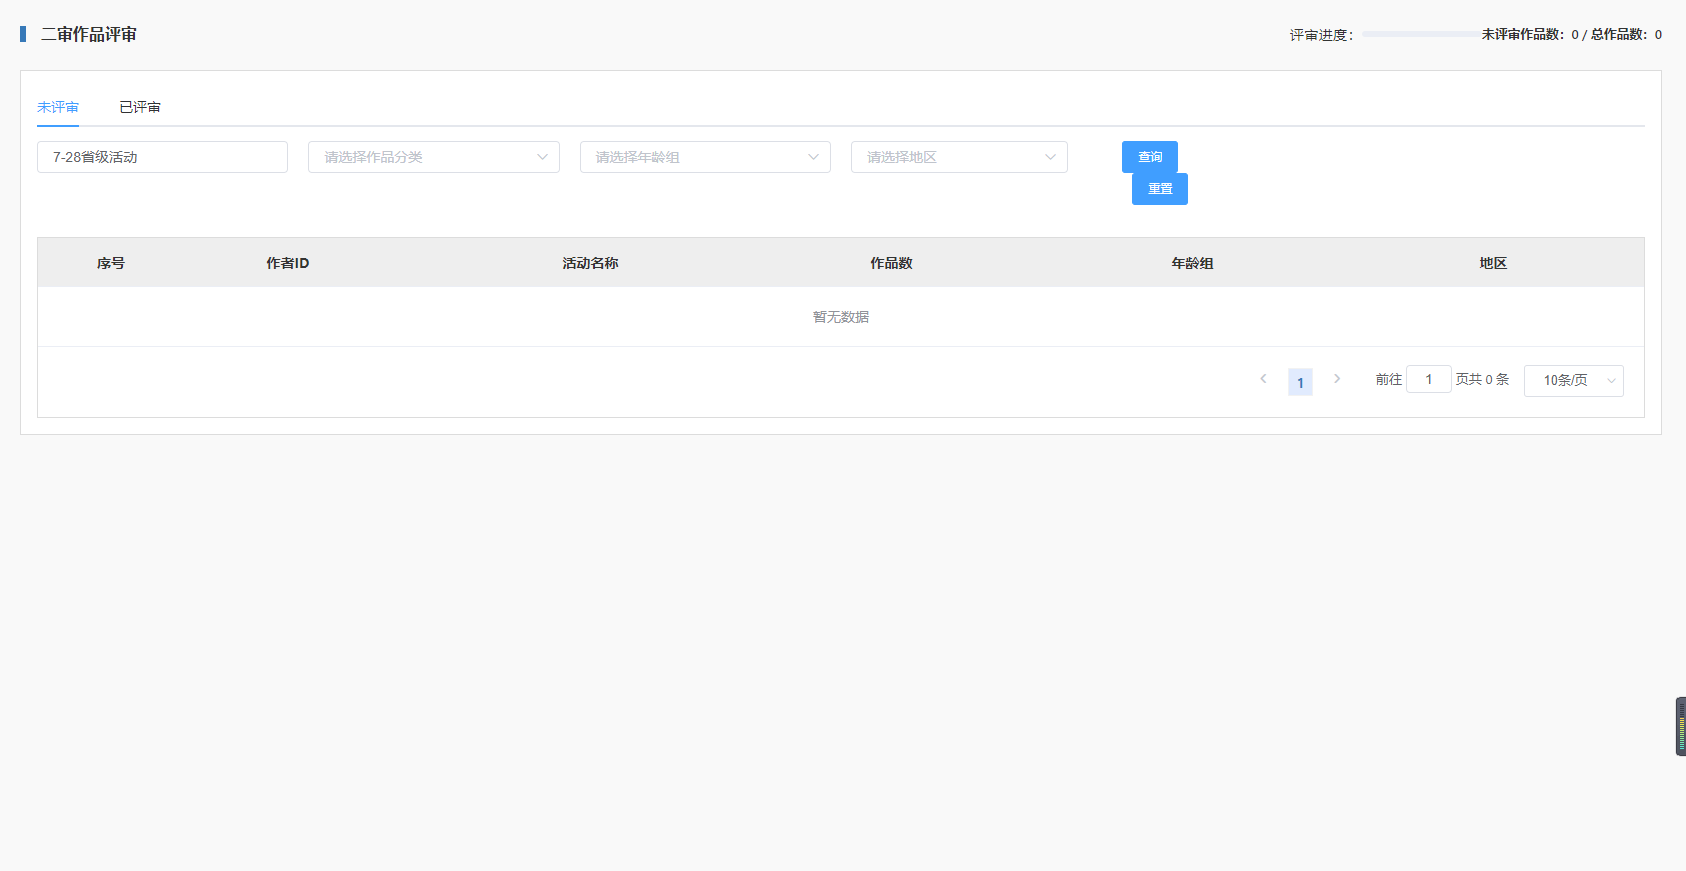 二审作品评审
评审进度： 未评审作品数：0 / 总作品数：0
未评审 已评审
7-28省级活动 请选择作品分类 请选择年龄组 请选择地区 查询
重置
序号 作者ID 活动名称 作品数 年龄组 地区
暂无数据
1 前往 1 页共 0 条 10条/页